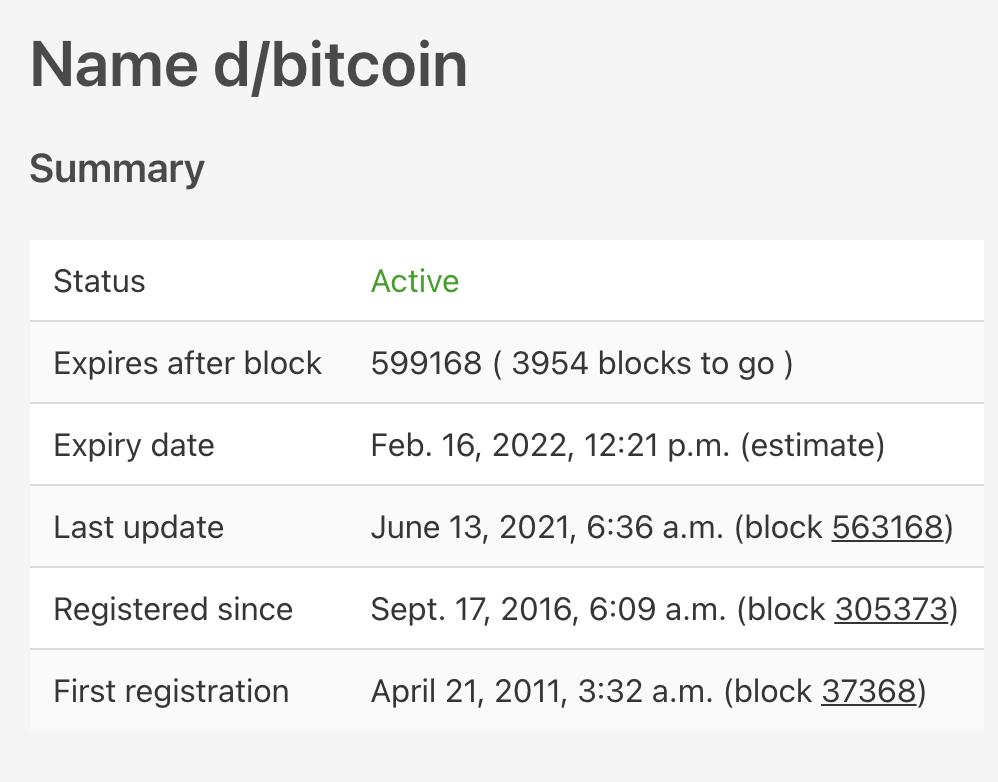 Name d/bitcoin
Summary
Status Active
Expires after block 599168 ( 3954 blocks to go )
Expiry date Feb. 16, 2022, 12:21 p.m. (estimate)
Last update June 13, 2021, 6:36 a.m. (block 563168)
Registered since Sept. 17, 2016, 6:09 a.m. (block 305373)
First registration April 21, 2011, 3:32 a.m. (block 37368)